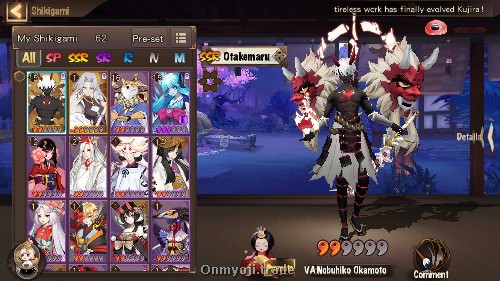 Shikigami
tireless work has finally evolved Kujira!
My Shikigami 62 Pre-set
All SP SSR SR R N M
SSR Otakemaru
Details
VA:Nobuhiko Okamoto
Comment
Onmyoji.trade